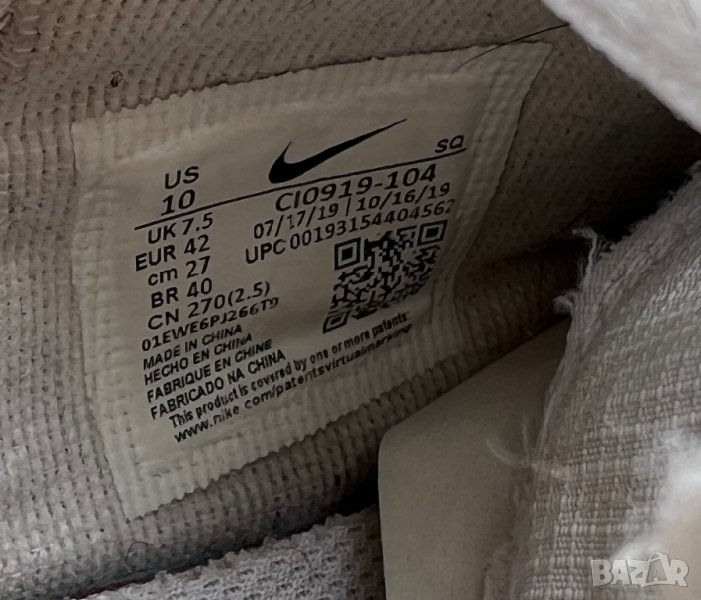 US
10
SQ
CI0919-104
UK 7.5
07/17/19 | 10/16/19
EUR 42
UPC 00193154404562
cm 27
BR 40
CN 270(2.5)
01EWE6PJ266T9
MADE IN CHINA
HECHO EN CHINA
FABRIQUE EN CHINE
FABRICADO NA CHINA
This product is covered by one or more patents:
www.nike.com/patentsvirtualmarking
BAZAR